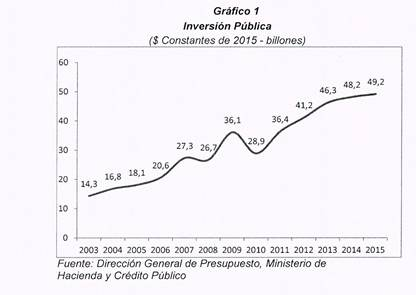 Gráfico 1
Inversión Pública
($ Constantes de 2015 - billones)
60
50
40
30
20
10
0
14,3 16,8 18,1 20,6 27,3 26,7 36,1 28,9 36,4 41,2 46,3 48,2 49,2
2003 2004 2005 2006 2007 2008 2009 2010 2011 2012 2013 2014 2015
Fuente: Dirección General de Presupuesto, Ministerio de
Hacienda y Crédito Público